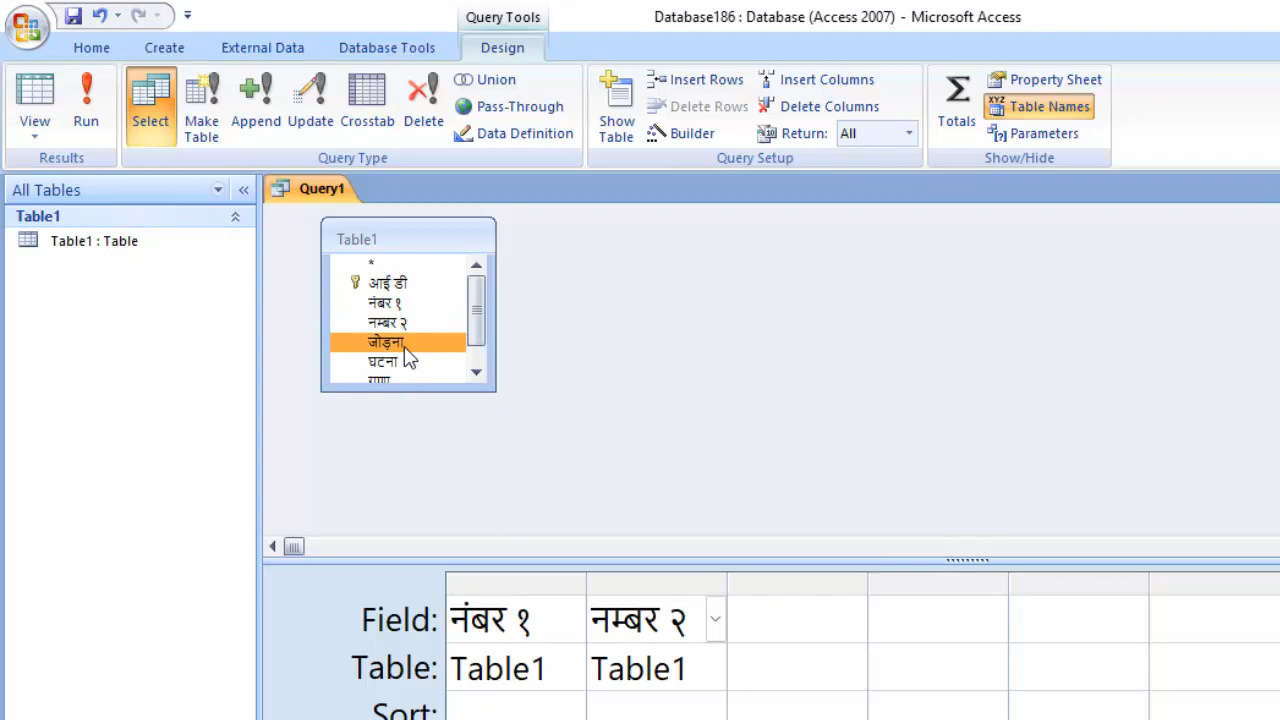 Query Tools
Database186 : Database (Access 2007) - Microsoft Access
Home
Create
External Data
Database Tools
Design
View
Run
Results
Select
Make Table
Append
Update
Crosstab
Delete
Union
Pass-Through
Data Definition
Query Type
Show Table
Insert Rows
Delete Rows
Builder
Insert Columns
Delete Columns
Return: All
Query Setup
Totals
Property Sheet
Table Names
Parameters
Show/Hide
All Tables
Table1
Table1 : Table
Query1
Table1
*
आई डी
नंबर १
नम्बर २
जोड़ना
घटना
Field: नंबर १ नम्बर २
Table: Table1 Table1
Sort: